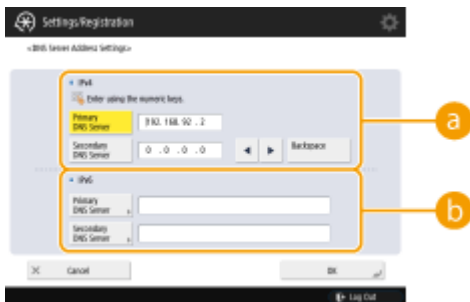 Settings/Registration
<DNS Server Address Settings>
IPv4
Enter using the numeric keys.
Primary
DNS Server
192. 168. 92 . 2
Secondary
DNS Server
0 . 0 . 0 . 0
Backspace
a
IPv6
Primary
DNS Server
Secondary
DNS Server
b
Cancel
OK
Log Out